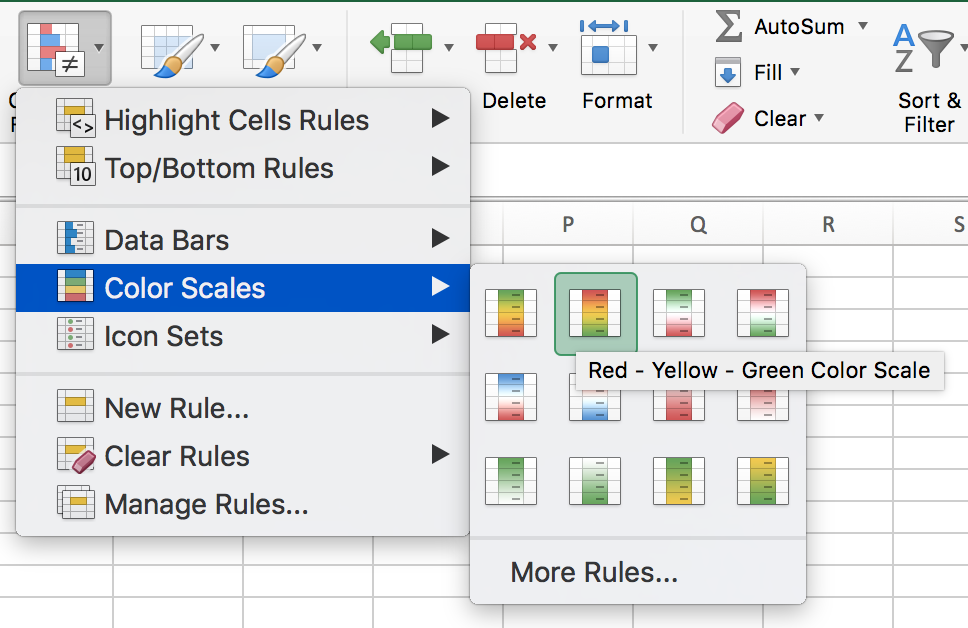 AutoSum
Fill
Clear
Delete
Format
Sort &
Filter
Highlight Cells Rules
Top/Bottom Rules
10
Data Bars
Color Scales
Icon Sets
New Rule...
Clear Rules
Manage Rules...
P Q R S
Red - Yellow - Green Color Scale
More Rules...